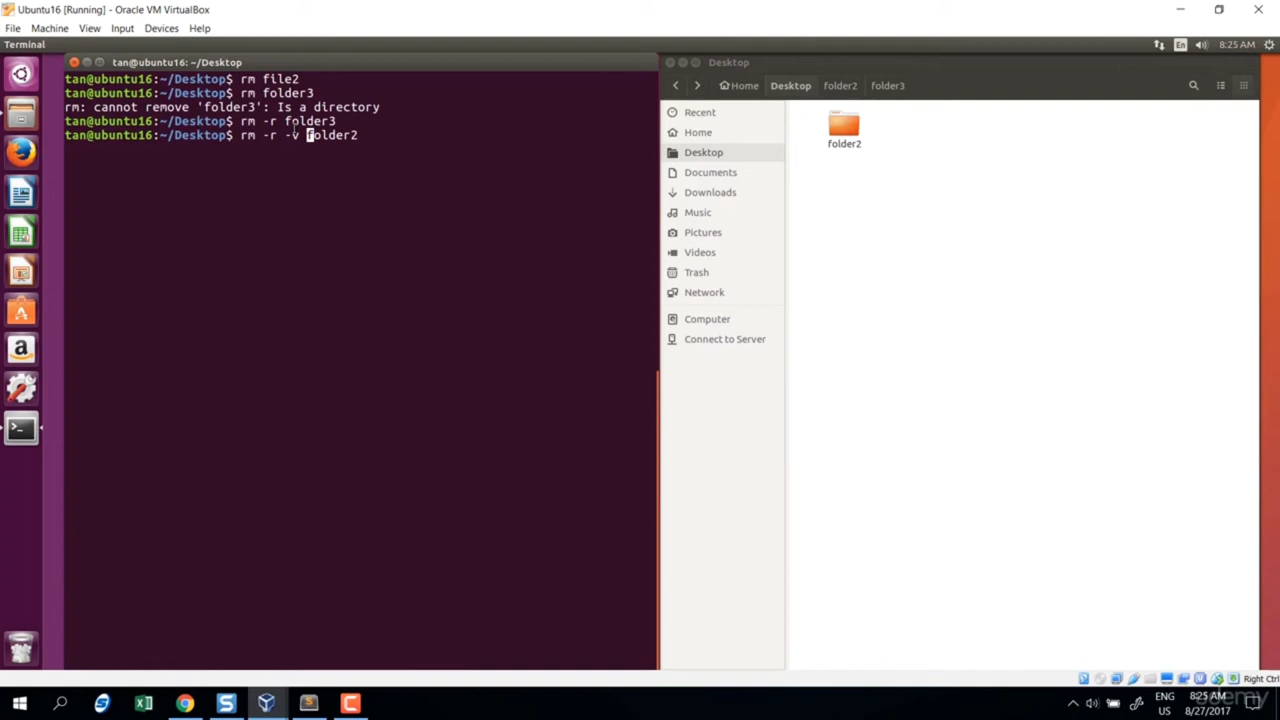 Ubuntu16 [Running] - Oracle VM VirtualBox
File Machine View Input Devices Help
Terminal
En
8:25 AM
tan@ubuntu16: ~/Desktop
tan@ubuntu16:~/Desktop$ rm file2
tan@ubuntu16:~/Desktop$ rm folder3
rm: cannot remove 'folder3': Is a directory
tan@ubuntu16:~/Desktop$ rm -r folder3
tan@ubuntu16:~/Desktop$ rm -r -v folder2
Desktop
Home Desktop folder2 folder3
Recent
Home
Desktop
Documents
Downloads
Music
Pictures
Videos
Trash
Network
Computer
Connect to Server
folder2
Right Ctrl
ENG
US
8:25 AM
8/27/2017
udemy